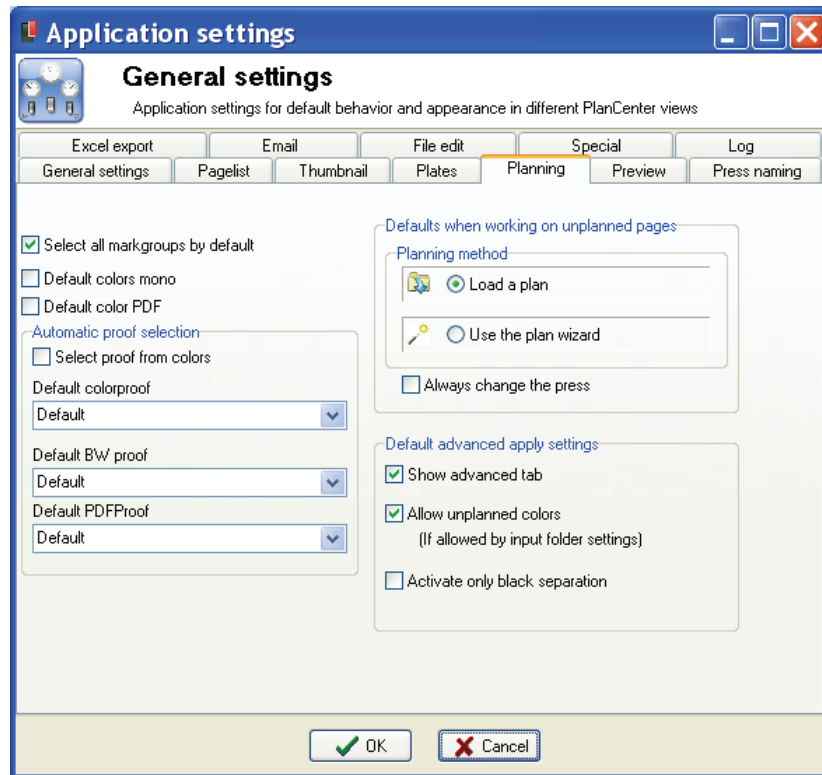 Application settings
General settings
Application settings for default behavior and appearance in different PlanCenter views
Excel export Email File edit Special Log
General settings Pagelist Thumbnail Plates Planning Preview Press naming
Select all markgroups by default
Default colors mono
Default color PDF
Automatic proof selection
Select proof from colors
Default colorproof
Default
Default BW proof
Default
Default PDFProof
Default
Defaults when working on unplanned pages
Planning method
Load a plan
Use the plan wizard
Always change the press
Default advanced apply settings
Show advanced tab
Allow unplanned colors
(If allowed by input folder settings)
Activate only black separation
OK Cancel